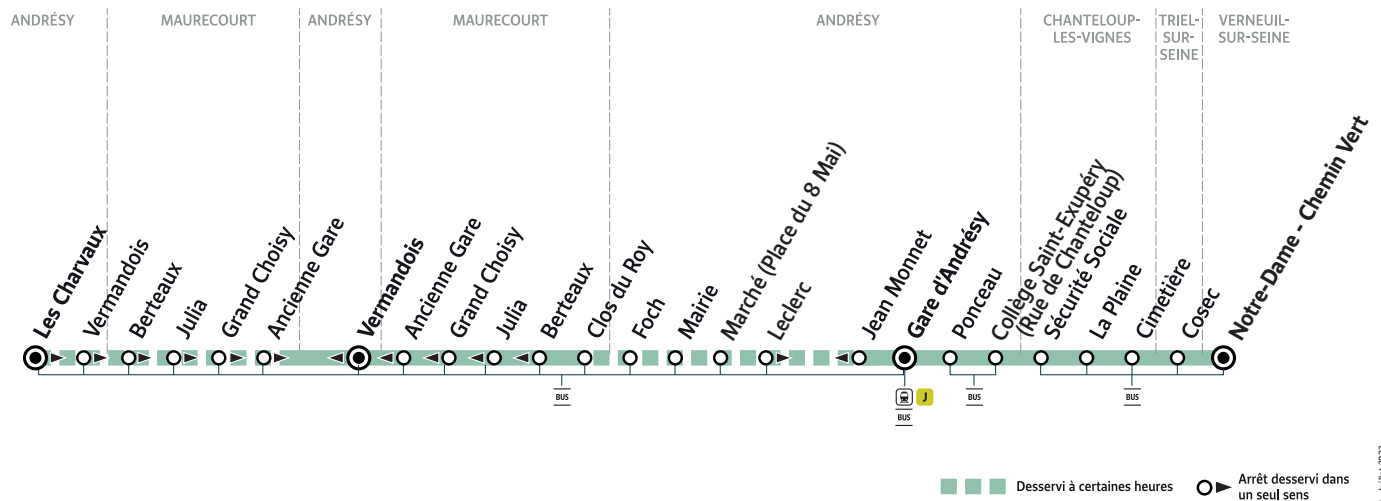 ANDRÉSY
MAURECOURT
ANDRÉSY
MAURECOURT
ANDRÉSY
CHANTELOUP-
LES-VIGNES
TRIEL-
SUR-
SEINE
VERNEUIL-
SUR-SEINE
Les Charvaux
Vermandois
Berteaux
Julia
Grand Choisy
Ancienne Gare
Vermandois
Ancienne Gare
Grand Choisy
Julia
Berteaux
Clos du Roy
Foch
Mairie
Marché (Place du 8 Mai)
Leclerc
Jean Monnet
Gare d'Andrésy
Ponceau
Collège Saint-Exupéry
(Rue de Chanteloup)
Sécurité Sociale
La Plaine
Cimetière
Cosec
Notre-Dame - Chemin Vert
BUS
J
BUS
BUS
BUS
Desservi à certaines heures
Arrêt desservi dans
un seul sens